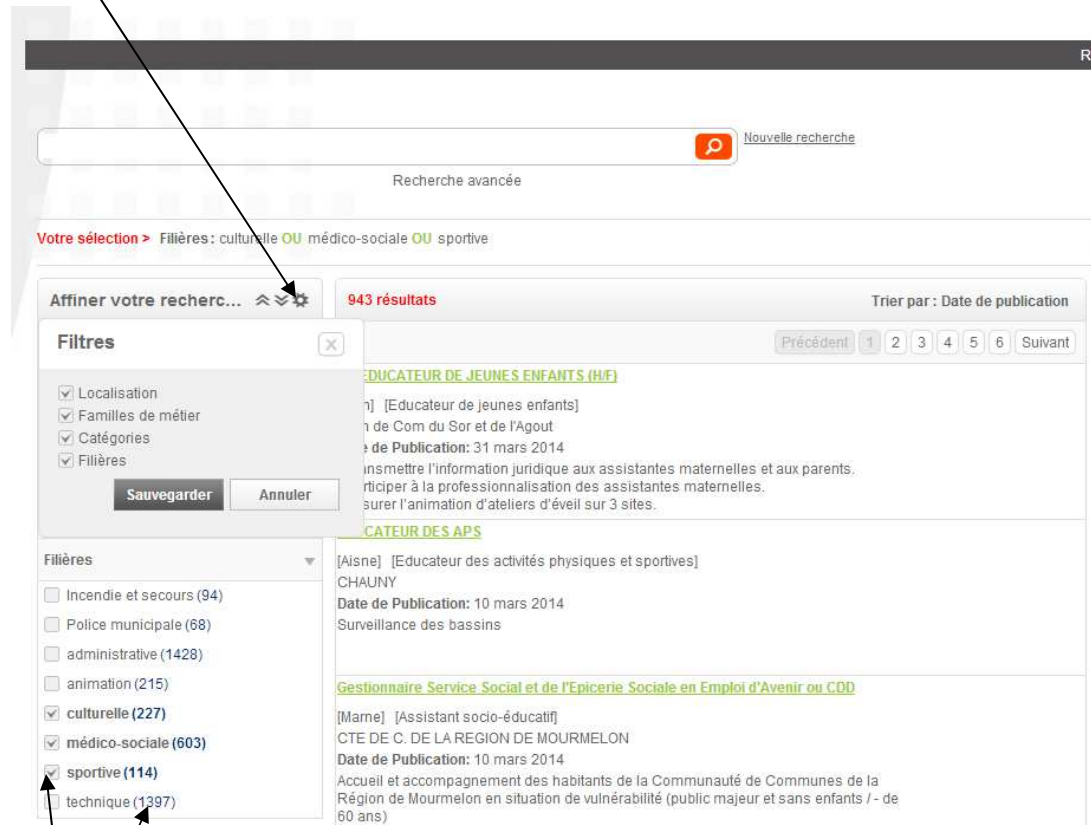 R
Nouvelle recherche
Recherche avancée
Votre sélection > Filières : culturelle OU médico-sociale OU sportive
Affiner votre recherc...
943 résultats
Trier par : Date de publication
Filtres
Précédent 1 2 3 4 5 6 Suivant
Localisation
Familles de métier
Catégories
Filières
Sauvegarder Annuler
EDUCATEUR DE JEUNES ENFANTS (H/F)
[Educateur de jeunes enfants]
de Com du Sor et de l'Agout
de Publication: 31 mars 2014
l'information juridique aux assistantes maternelles et aux parents.
à la professionnalisation des assistantes maternelles.
l'animation d'ateliers d'éveil sur 3 sites.
Filières
Incendie et secours (94)
Police municipale (68)
administrative (1428)
animation (215)
culturelle (227)
médico-sociale (603)
sportive (114)
technique (1397)
CATEUR DES APS
[Aisne] [Educateur des activités physiques et sportives]
CHAUNY
Date de Publication: 10 mars 2014
Surveillance des bassins
Gestionnaire Service Social et de l'Epicerie Sociale en Emploi d'Avenir ou CDD
[Marne] [Assistant socio-éducatif]
CTE DE C. DE LA REGION DE MOURMELON
Date de Publication: 10 mars 2014
Accueil et accompagnement des habitants de la Communauté de Communes de la
Région de Mourmelon en situation de vulnérabilité (public majeur et sans enfants / - de
60 ans)